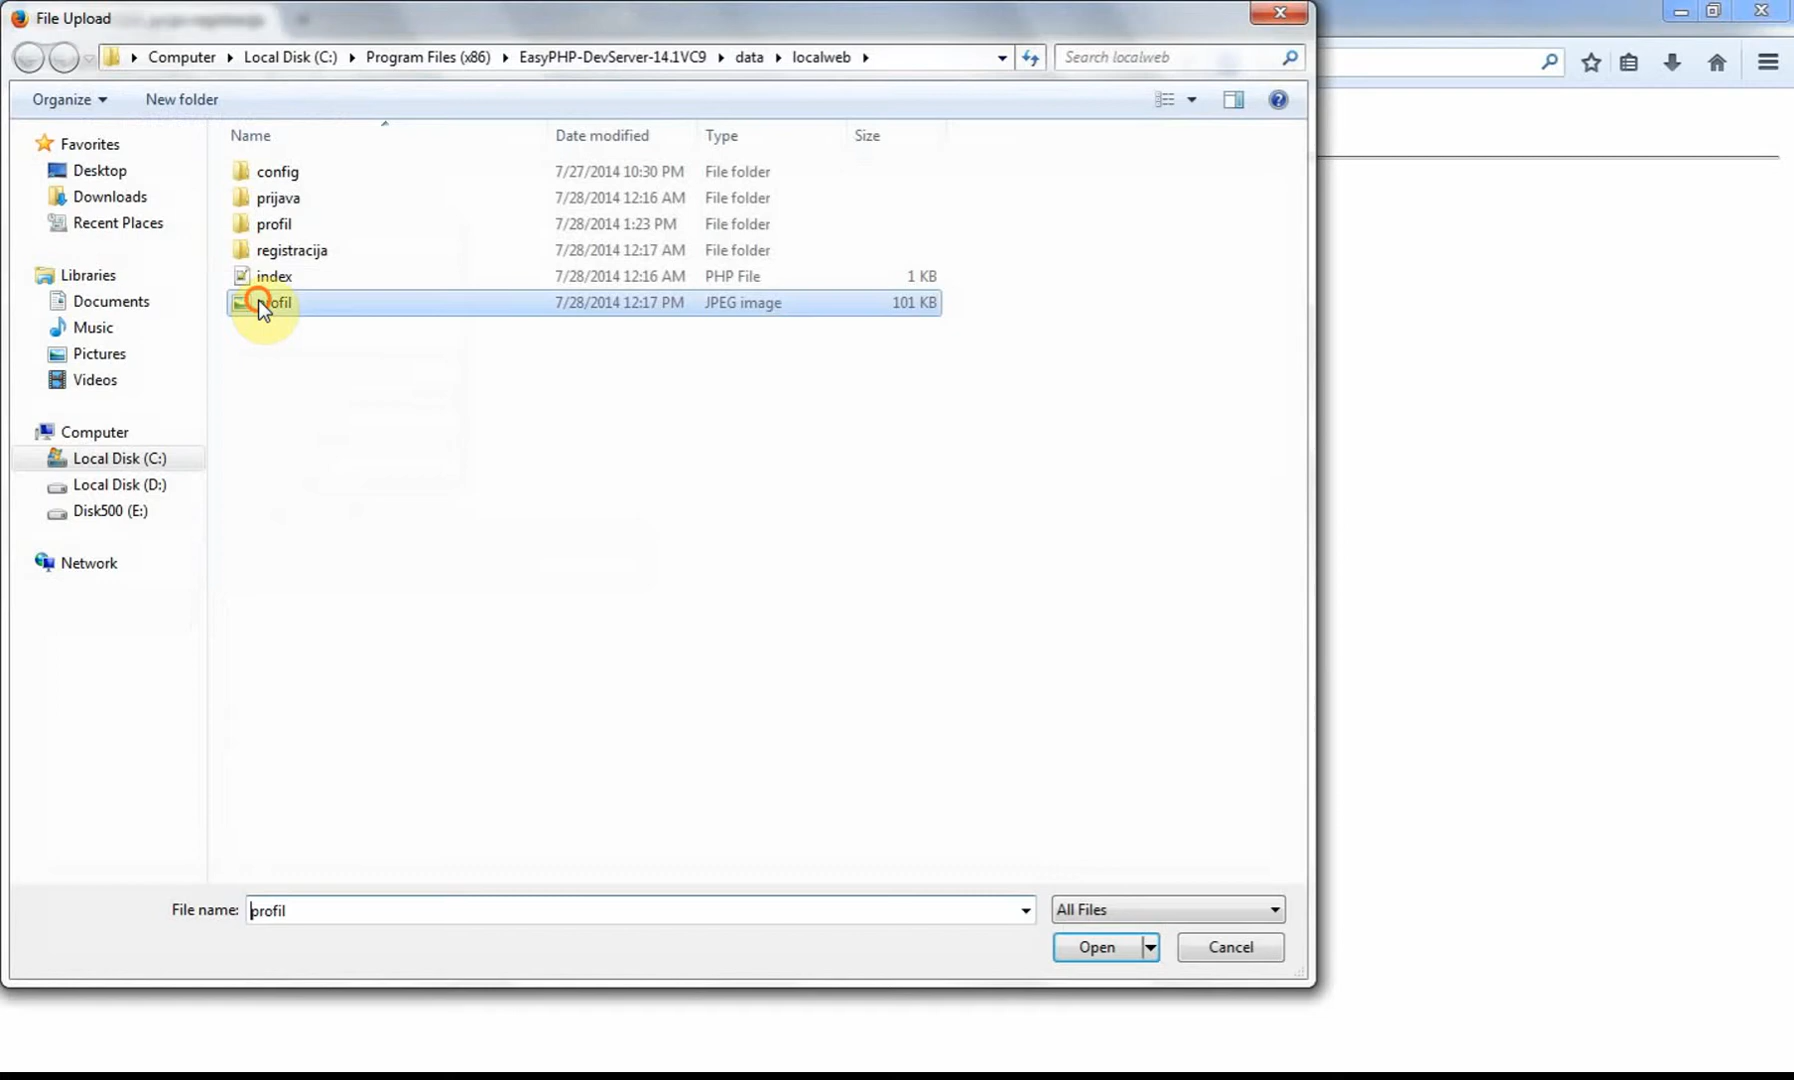 File Upload
Computer Local Disk (C:) Program Files (x86) EasyPHP-DevServer-14.1VC9 data localweb Search localweb
Organize New folder
Name Date modified Type Size
Favorites
Desktop
Downloads
Recent Places
Libraries
Documents
Music
Pictures
Videos
Computer
Local Disk (C:)
Local Disk (D:)
Disk500 (E:)
Network
config 7/27/2014 10:30 PM File folder
prijava 7/28/2014 12:16 AM File folder
profil 7/28/2014 1:23 PM File folder
registracija 7/28/2014 12:17 AM File folder
index 7/28/2014 12:16 AM PHP File 1 KB
profil 7/28/2014 12:17 PM JPEG image 101 KB
File name: profil All Files
Open Cancel